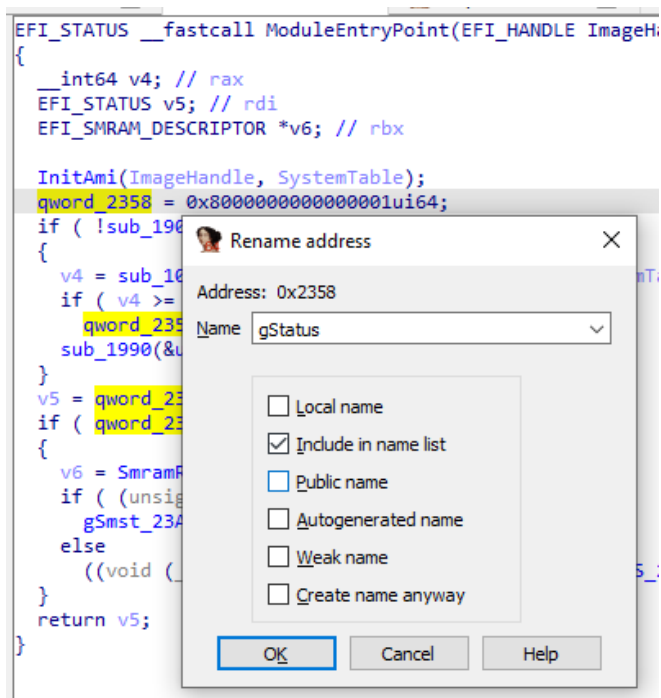 EFI_STATUS __fastcall ModuleEntryPoint(EFI_HANDLE ImageHa
{
__int64 v4; // rax
EFI_STATUS v5; // rdi
EFI_SMRAM_DESCRIPTOR *v6; // rbx
InitAmi(ImageHandle, SystemTable);
qword_2358 = 0x8000000000000001ui64;
if ( !sub_190
{
v4 = sub_10
if ( v4 >=
qword_235
sub_1990(&u
}
v5 = qword_23
if ( qword_23
{
v6 = SmramR
if ( (unsig
gSmst_23A
else
((void (_
}
return v5;
}
Rename address
Address: 0x2358
Name gStatus
Local name
Include in name list
Public name
Autogenerated name
Weak name
Create name anyway
OK Cancel Help